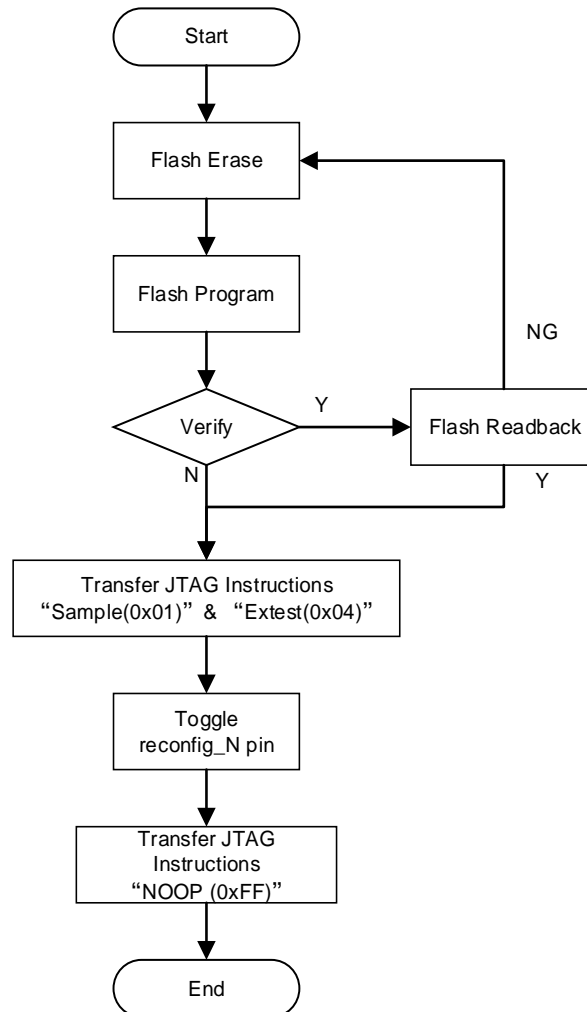 Start
Flash Erase
Flash Program
NG
Y
Verify
Flash Readback
N
Y
Transfer JTAG Instructions
“Sample(0x01)” & “Extest(0x04)”
Toggle
reconfig_N pin
Transfer JTAG
Instructions
“NOOP (0xFF)”
End